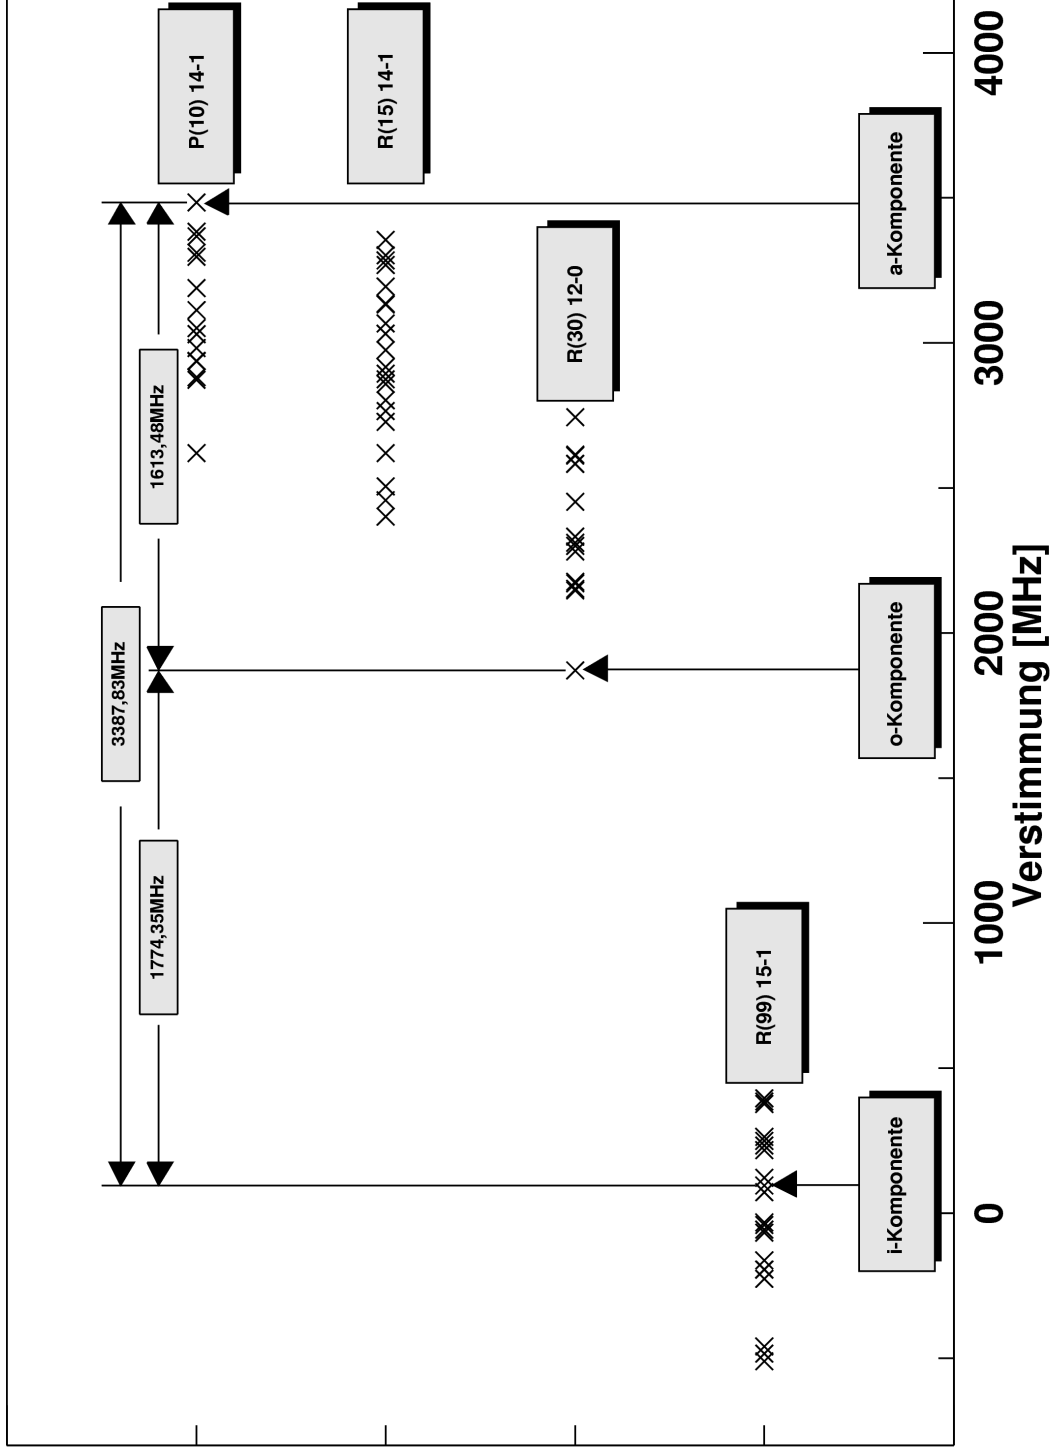 3387,83MHz
1774,35MHz
1613,48MHz
P(10) 14-1
R(15) 14-1
R(30) 12-0
R(99) 15-1
i-Komponente
o-Komponente
a-Komponente
0
1000
2000
3000
4000
Verstimmung [MHz]